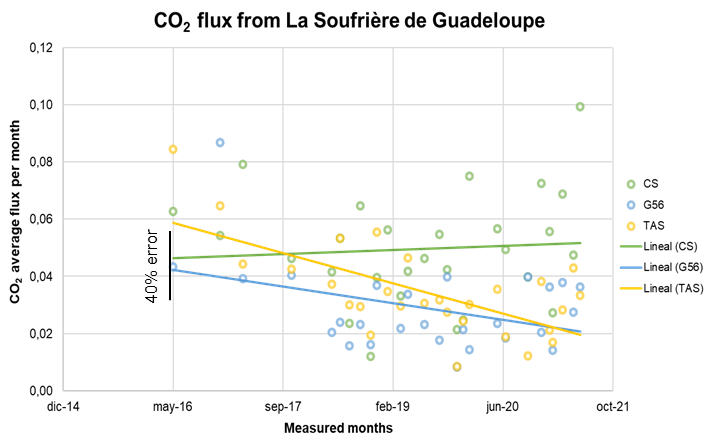 CO₂ flux from La Soufrière de Guadeloupe
0,12
0,10
0,08
0,06
0,04
0,02
0,00
CO₂ average flux per month
40% error
dic-14
may-16
sep-17
feb-19
jun-20
oct-21
Measured months
CS
G56
TAS
Lineal (CS)
Lineal (G56)
Lineal (TAS)